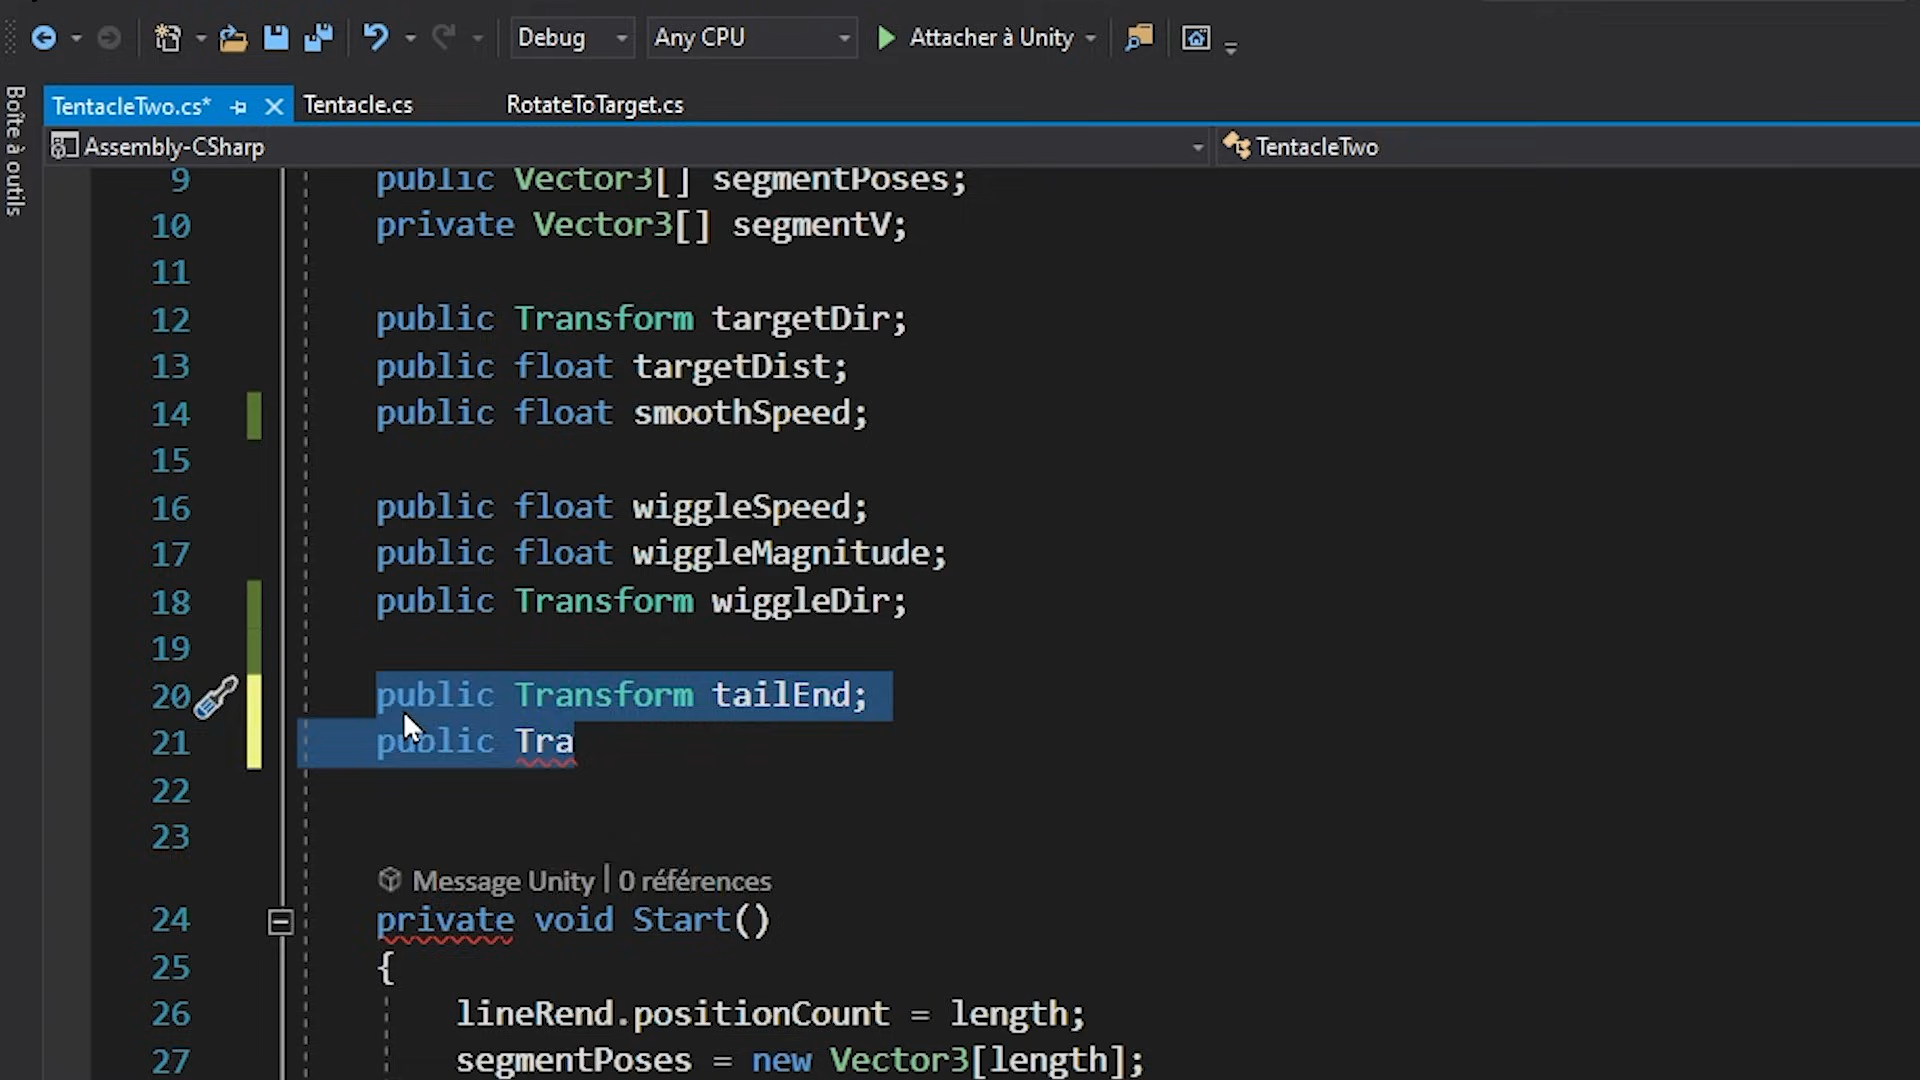 Debug Any CPU Attacher à Unity
Boîte à outils
TentacleTwo.cs* Tentacle.cs RotateToTarget.cs
Assembly-CSharp TentacleTwo
9 public Vector3[] segmentPoses;
10 private Vector3[] segmentV;
11
12 public Transform targetDir;
13 public float targetDist;
14 public float smoothSpeed;
15
16 public float wiggleSpeed;
17 public float wiggleMagnitude;
18 public Transform wiggleDir;
19
20 public Transform tailEnd;
21 public Tra
22
23
Message Unity | 0 références
24 private void Start()
25 {
26 lineRend.positionCount = length;
27 segmentPoses = new Vector3[length];